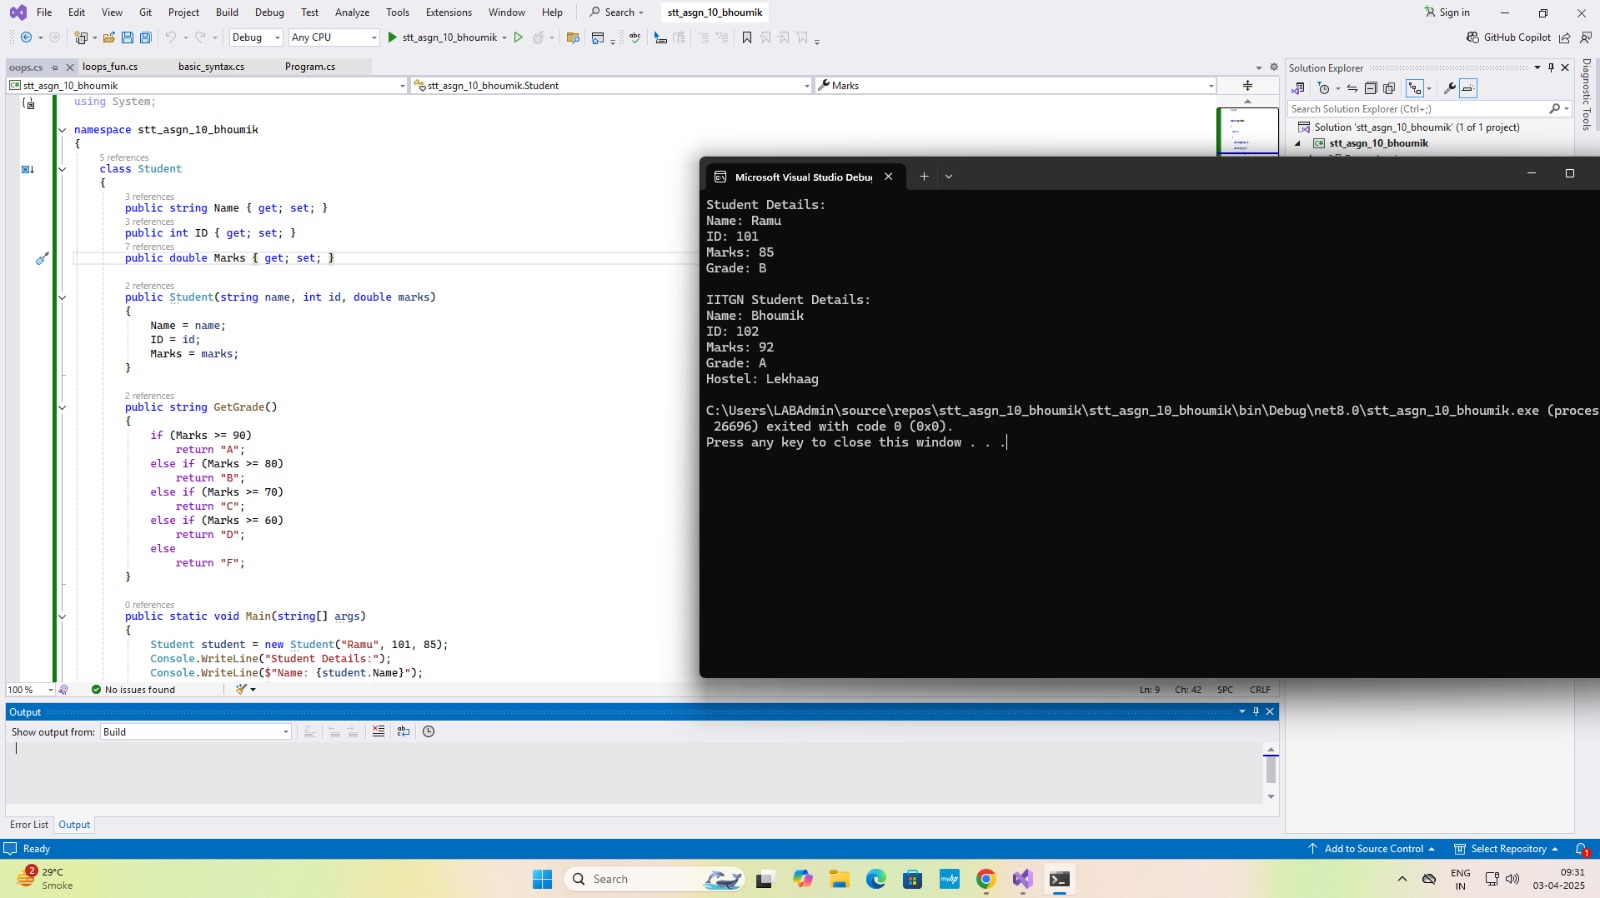 File Edit View Git Project Build Debug Test Analyze Tools Extensions Window Help Search stt_asgn_10_bhoumik Sign in
Debug Any CPU stt_asgn_10_bhoumik GitHub Copilot
oops.cs loops_fun.cs basic_syntax.cs Program.cs
stt_asgn_10_bhoumik stt_asgn_10_bhoumik.Student Marks
using System;
namespace stt_asgn_10_bhoumik
{
5 references
class Student
{
3 references
public string Name { get; set; }
3 references
public int ID { get; set; }
7 references
public double Marks { get; set; }
2 references
public Student(string name, int id, double marks)
{
Name = name;
ID = id;
Marks = marks;
}
2 references
public string GetGrade()
{
if (Marks >= 90)
return "A";
else if (Marks >= 80)
return "B";
else if (Marks >= 70)
return "C";
else if (Marks >= 60)
return "D";
else
return "F";
}
0 references
public static void Main(string[] args)
{
Student student = new Student("Ramu", 101, 85);
Console.WriteLine("Student Details:");
Console.WriteLine($"Name: {student.Name}");
100 % No issues found Ln: 9 Ch: 42 SPC CRLF
Solution Explorer
Search Solution Explorer (Ctrl+;)
Solution 'stt_asgn_10_bhoumik' (1 of 1 project)
stt_asgn_10_bhoumik
Diagnostic Tools
Microsoft Visual Studio Debu
Student Details:
Name: Ramu
ID: 101
Marks: 85
Grade: B
IITGN Student Details:
Name: Bhoumik
ID: 102
Marks: 92
Grade: A
Hostel: Lekhaag
C:\Users\LABAdmin\source\repos\stt_asgn_10_bhoumik\stt_asgn_10_bhoumik\bin\Debug\net8.0\stt_asgn_10_bhoumik.exe (proces
26696) exited with code 0 (0x0).
Press any key to close this window . . .
Output
Show output from: Build
Error List Output
Ready Add to Source Control Select Repository 1
2 29°C
Smoke
Search
ENG
IN
09:31
03-04-2025